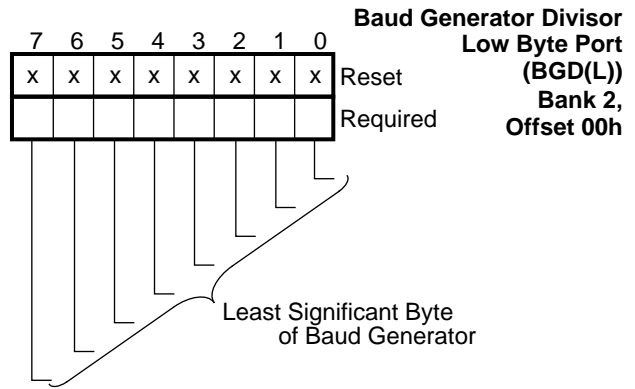 Baud Generator Divisor
Low Byte Port
(BGD(L))
Bank 2,
Offset 00h
7 6 5 4 3 2 1 0
x x x x x x x x Reset
Required
Least Significant Byte
of Baud Generator